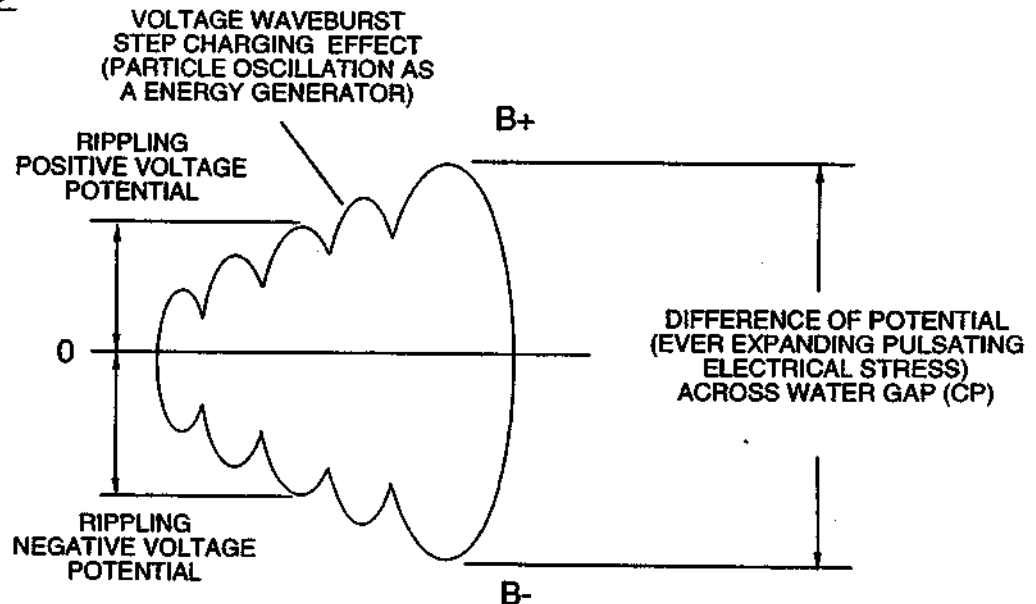 VOLTAGE WAVEBURST
STEP CHARGING EFFECT
(PARTICLE OSCILLATION AS
A ENERGY GENERATOR)
B+
RIPPLING
POSITIVE VOLTAGE
POTENTIAL
0
DIFFERENCE OF POTENTIAL
(EVER EXPANDING PULSATING
ELECTRICAL STRESS)
ACROSS WATER GAP (CP)
RIPPLING
NEGATIVE VOLTAGE
POTENTIAL
B-